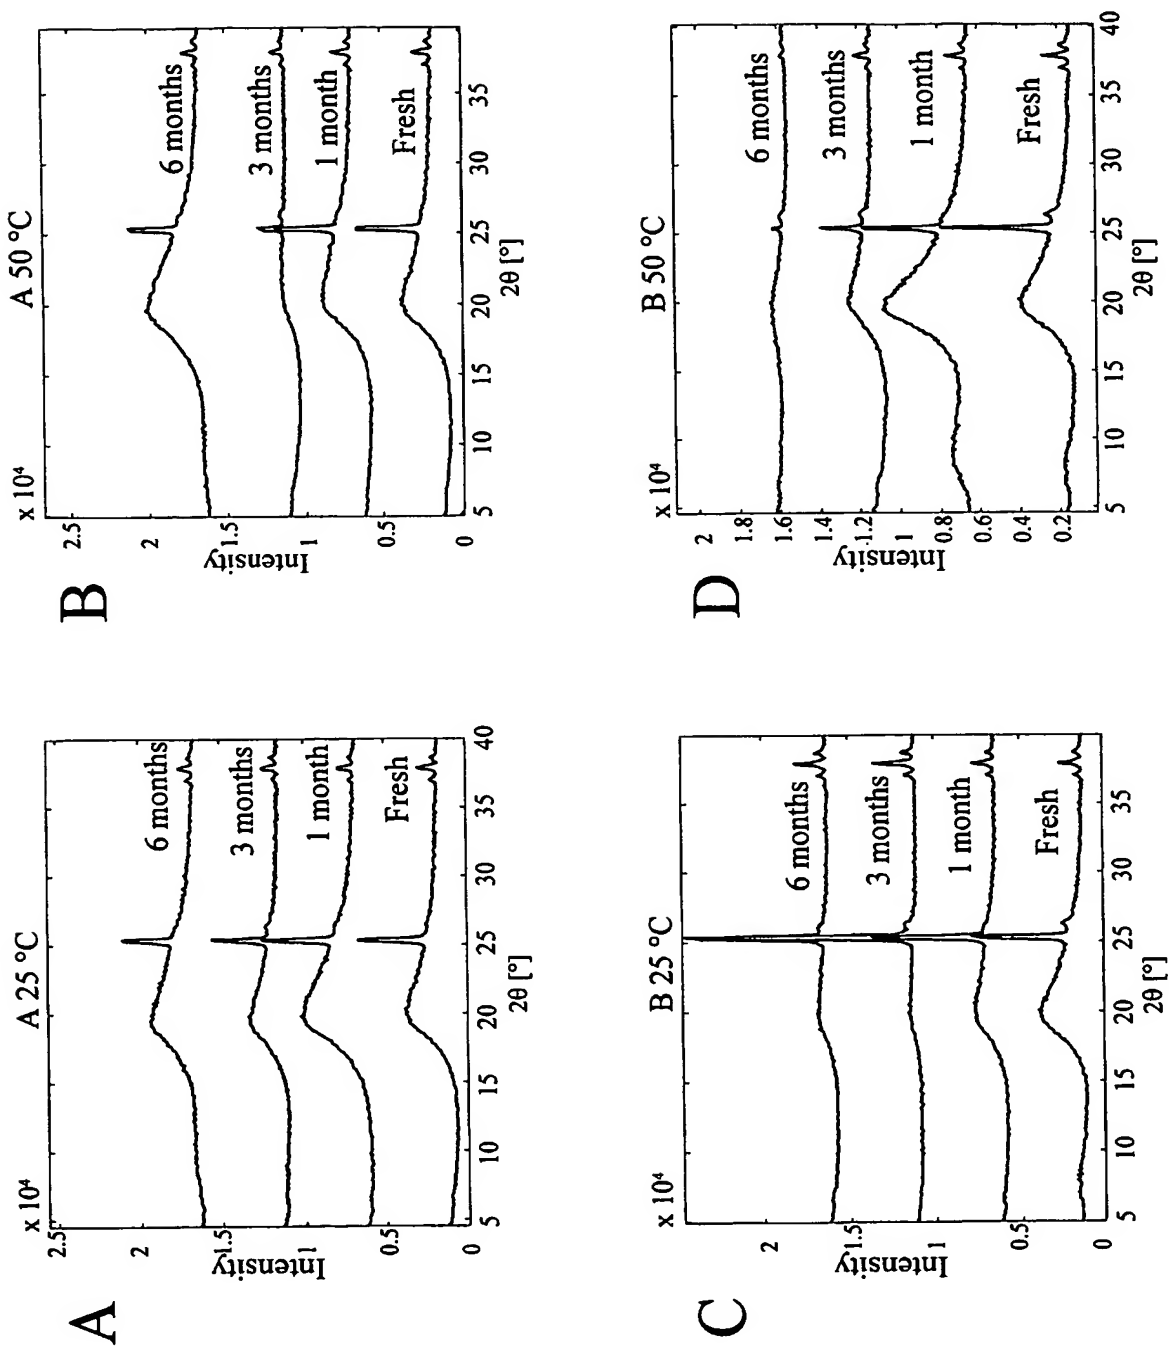 A
A 25 °C
x 10⁴
2.5
2
1.5
1
0.5
0
Intensity
6 months
3 months
1 month
Fresh
5 10 15 20 25 30 35 40
2θ [°]
B
A 50 °C
x 10⁴
2.5
2
1.5
1
0.5
0
Intensity
6 months
3 months
1 month
Fresh
5 10 15 20 25 30 35
2θ [°]
C
B 25 °C
x 10⁴
2
1.5
1
0.5
0
Intensity
6 months
3 months
1 month
Fresh
5 10 15 20 25 30 35
2θ [°]
D
B 50 °C
x 10⁴
2
1.8
1.6
1.4
1.2
1
0.8
0.6
0.4
0.2
Intensity
6 months
3 months
1 month
Fresh
5 10 15 20 25 30 35 40
2θ [°]